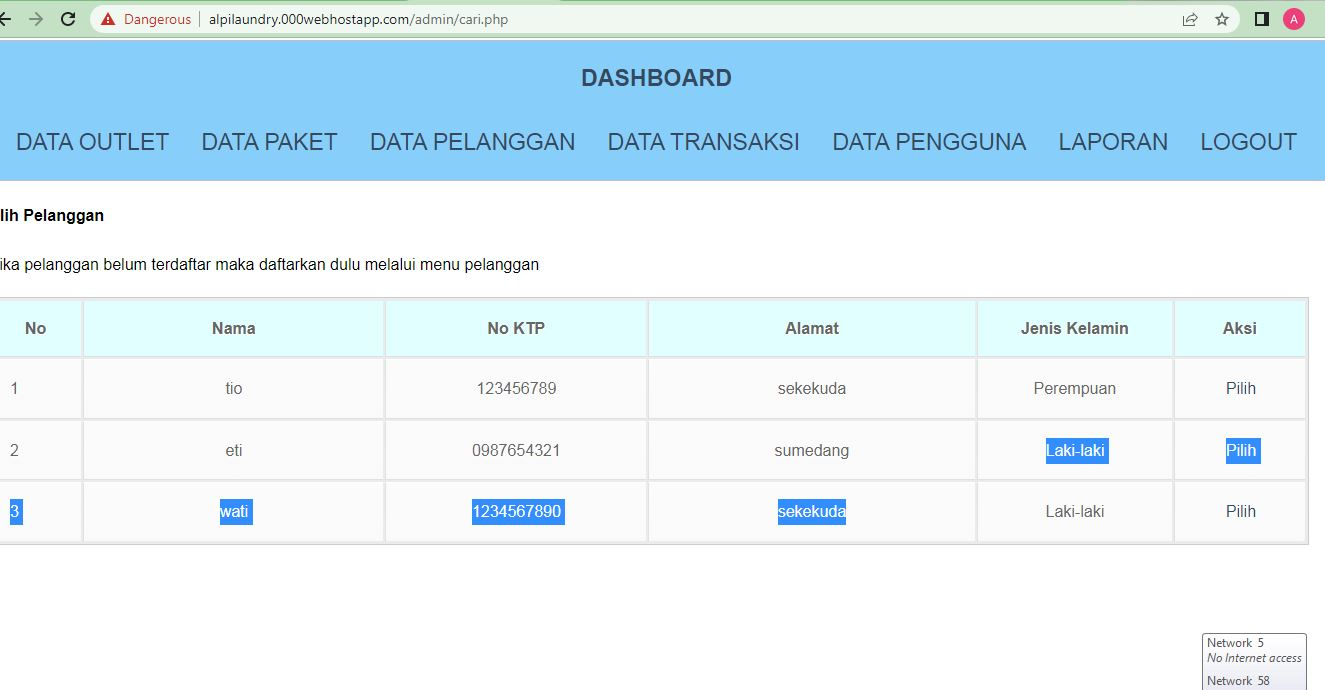 Dangerous alpilaundry.000webhostapp.com/admin/cari.php A
DASHBOARD
DATA OUTLET DATA PAKET DATA PELANGGAN DATA TRANSAKSI DATA PENGGUNA LAPORAN LOGOUT
lih Pelanggan
ika pelanggan belum terdaftar maka daftarkan dulu melalui menu pelanggan
No Nama No KTP Alamat Jenis Kelamin Aksi
1 tio 123456789 sekekuda Perempuan Pilih
2 eti 0987654321 sumedang Laki-laki Pilih
3 wati 1234567890 sekekuda Laki-laki Pilih
Network 5
No Internet access
Network 58